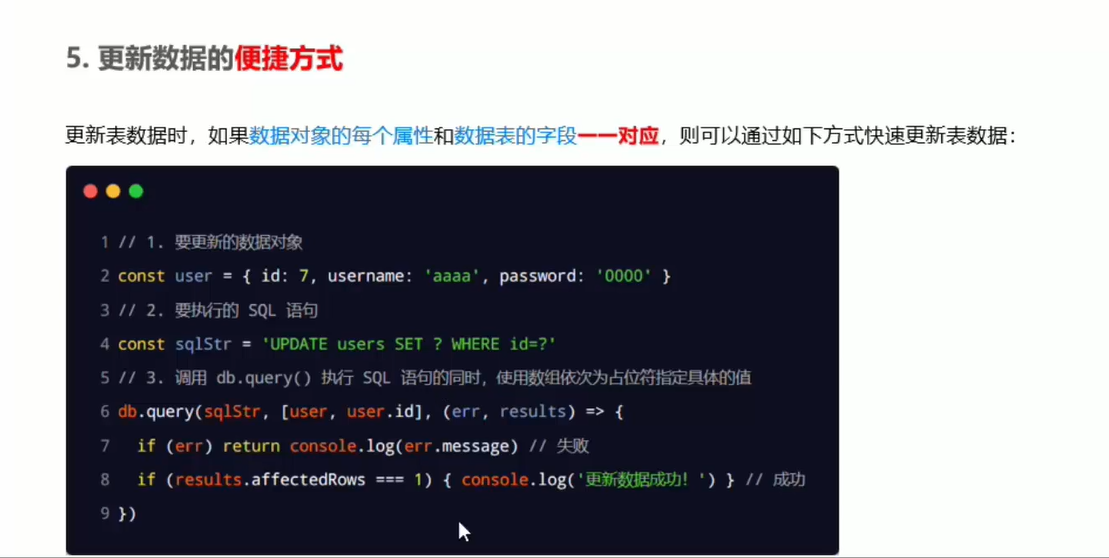 5. 更新数据的便捷方式
更新表数据时，如果数据对象的每个属性和数据表的字段一一对应，则可以通过如下方式快速更新表数据：
1 // 1. 要更新的数据对象
2 const user = { id: 7, username: 'aaaa', password: '0000' }
3 // 2. 要执行的 SQL 语句
4 const sqlStr = 'UPDATE users SET ? WHERE id=?'
5 // 3. 调用 db.query() 执行 SQL 语句的同时，使用数组依次为占位符指定具体的值
6 db.query(sqlStr, [user, user.id], (err, results) => {
7   if (err) return console.log(err.message) // 失败
8   if (results.affectedRows === 1) { console.log('更新数据成功！') } // 成功
9 })